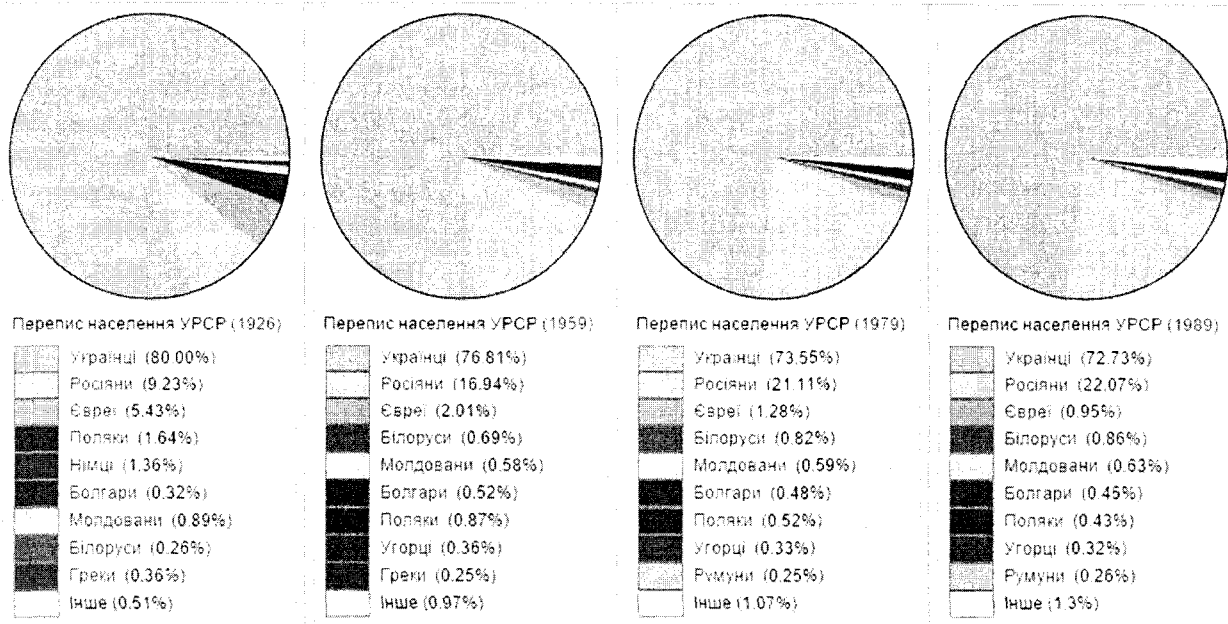 Перепис населення УРСР (1926)
Українці (80.00%)
Росіяни (9.23%)
Євреї (5.43%)
Поляки (1.64%)
Німці (1.36%)
Болгари (0.32%)
Молдовани (0.89%)
Білоруси (0.26%)
Греки (0.36%)
Інше (0.51%)
Перепис населення УРСР (1959)
Українці (76.81%)
Росіяни (16.94%)
Євреї (2.01%)
Білоруси (0.69%)
Молдовани (0.58%)
Болгари (0.52%)
Поляки (0.87%)
Угорці (0.36%)
Греки (0.25%)
Інше (0.97%)
Перепис населення УРСР (1979)
Українці (73.55%)
Росіяни (21.11%)
Євреї (1.28%)
Білоруси (0.82%)
Молдовани (0.59%)
Болгари (0.48%)
Поляки (0.52%)
Угорці (0.33%)
Румуни (0.25%)
Інше (1.07%)
Перепис населення УРСР (1989)
Українці (72.73%)
Росіяни (22.07%)
Євреї (0.95%)
Білоруси (0.86%)
Молдовани (0.63%)
Болгари (0.45%)
Поляки (0.43%)
Угорці (0.32%)
Румуни (0.26%)
Інше (1.3%)